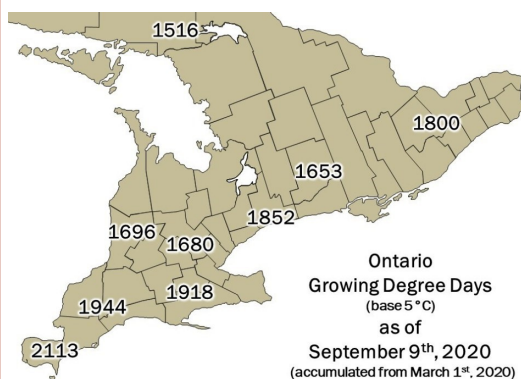 1516
1800
1653
1852
1696
1680
1944
1918
2113
Ontario
Growing Degree Days
(base 5°C)
as of
September 9th, 2020
(accumulated from March 1st, 2020)